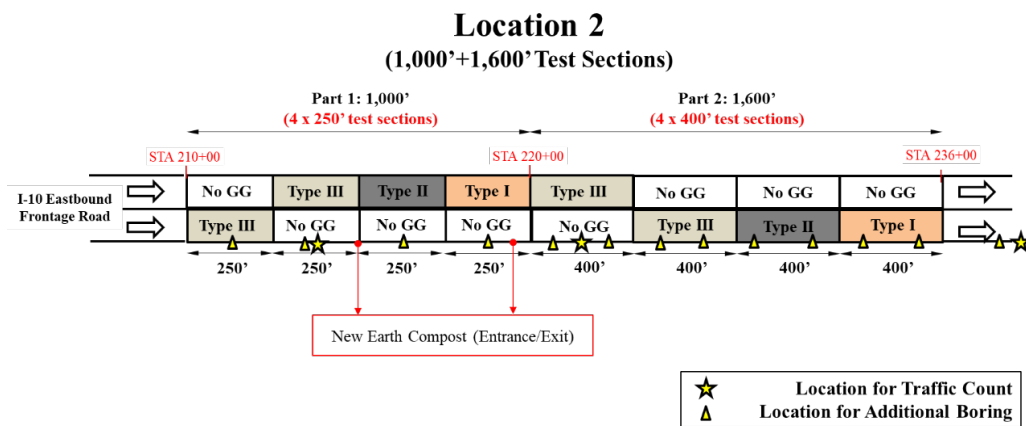 Location 2
(1,000’+1,600’ Test Sections)
Part 1: 1,000’
(4 x 250’ test sections)
Part 2: 1,600’
(4 x 400’ test sections)
STA 210+00
STA 220+00
STA 236+00
I-10 Eastbound
Frontage Road
No GG
Type III
Type II
Type I
Type III
No GG
No GG
No GG
Type III
No GG
No GG
No GG
No GG
Type III
Type II
Type I
250’
250’
250’
250’
400’
400’
400’
400’
New Earth Compost (Entrance/Exit)
Location for Traffic Count
Location for Additional Boring